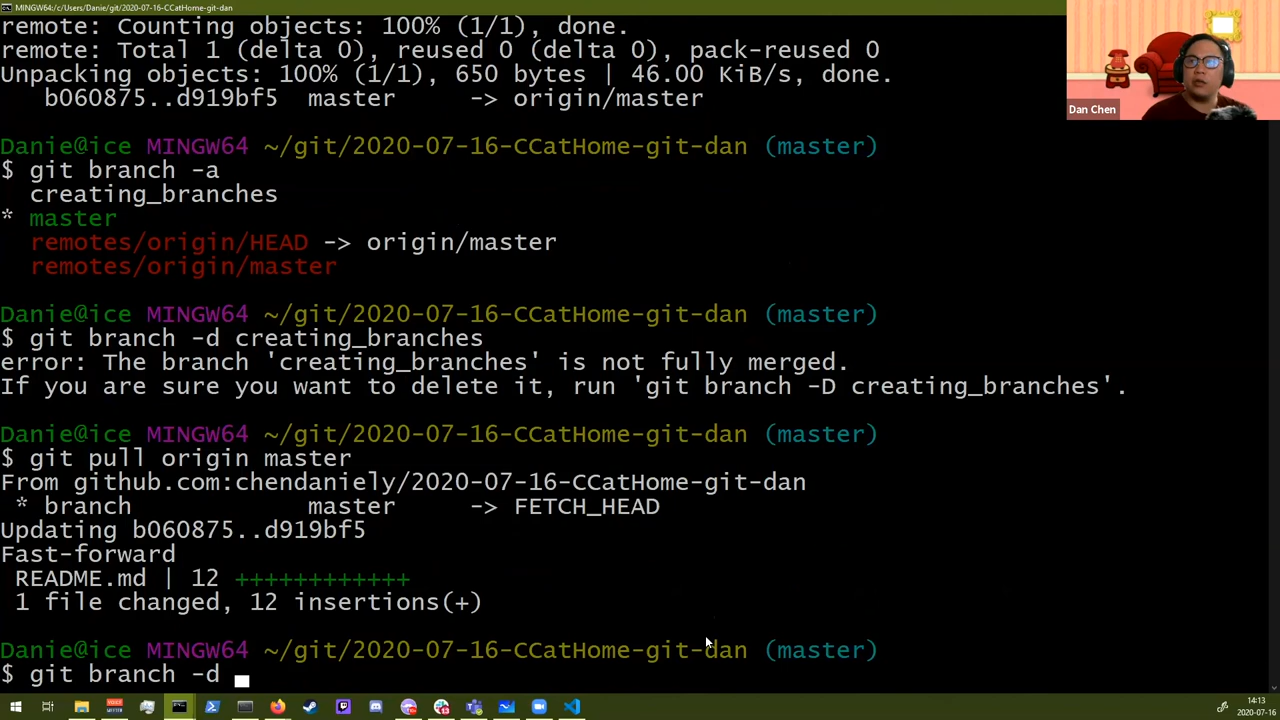 MINGW64:/c/Users/Danie/git/2020-07-16-CCatHome-git-dan
remote: Counting objects: 100% (1/1), done.
remote: Total 1 (delta 0), reused 0 (delta 0), pack-reused 0
Unpacking objects: 100% (1/1), 650 bytes | 46.00 KiB/s, done.
b060875..d919bf5  master     -> origin/master
Dan Chen
Danie@ice MINGW64 ~/git/2020-07-16-CCatHome-git-dan (master)
$ git branch -a
creating_branches
* master
remotes/origin/HEAD -> origin/master
remotes/origin/master
Danie@ice MINGW64 ~/git/2020-07-16-CCatHome-git-dan (master)
$ git branch -d creating_branches
error: The branch 'creating_branches' is not fully merged.
If you are sure you want to delete it, run 'git branch -D creating_branches'.
Danie@ice MINGW64 ~/git/2020-07-16-CCatHome-git-dan (master)
$ git pull origin master
From github.com:chendaniely/2020-07-16-CCatHome-git-dan
* branch            master     -> FETCH_HEAD
Updating b060875..d919bf5
Fast-forward
README.md | 12 ++++++++++++
1 file changed, 12 insertions(+)
Danie@ice MINGW64 ~/git/2020-07-16-CCatHome-git-dan (master)
$ git branch -d
14:13
2020-07-16